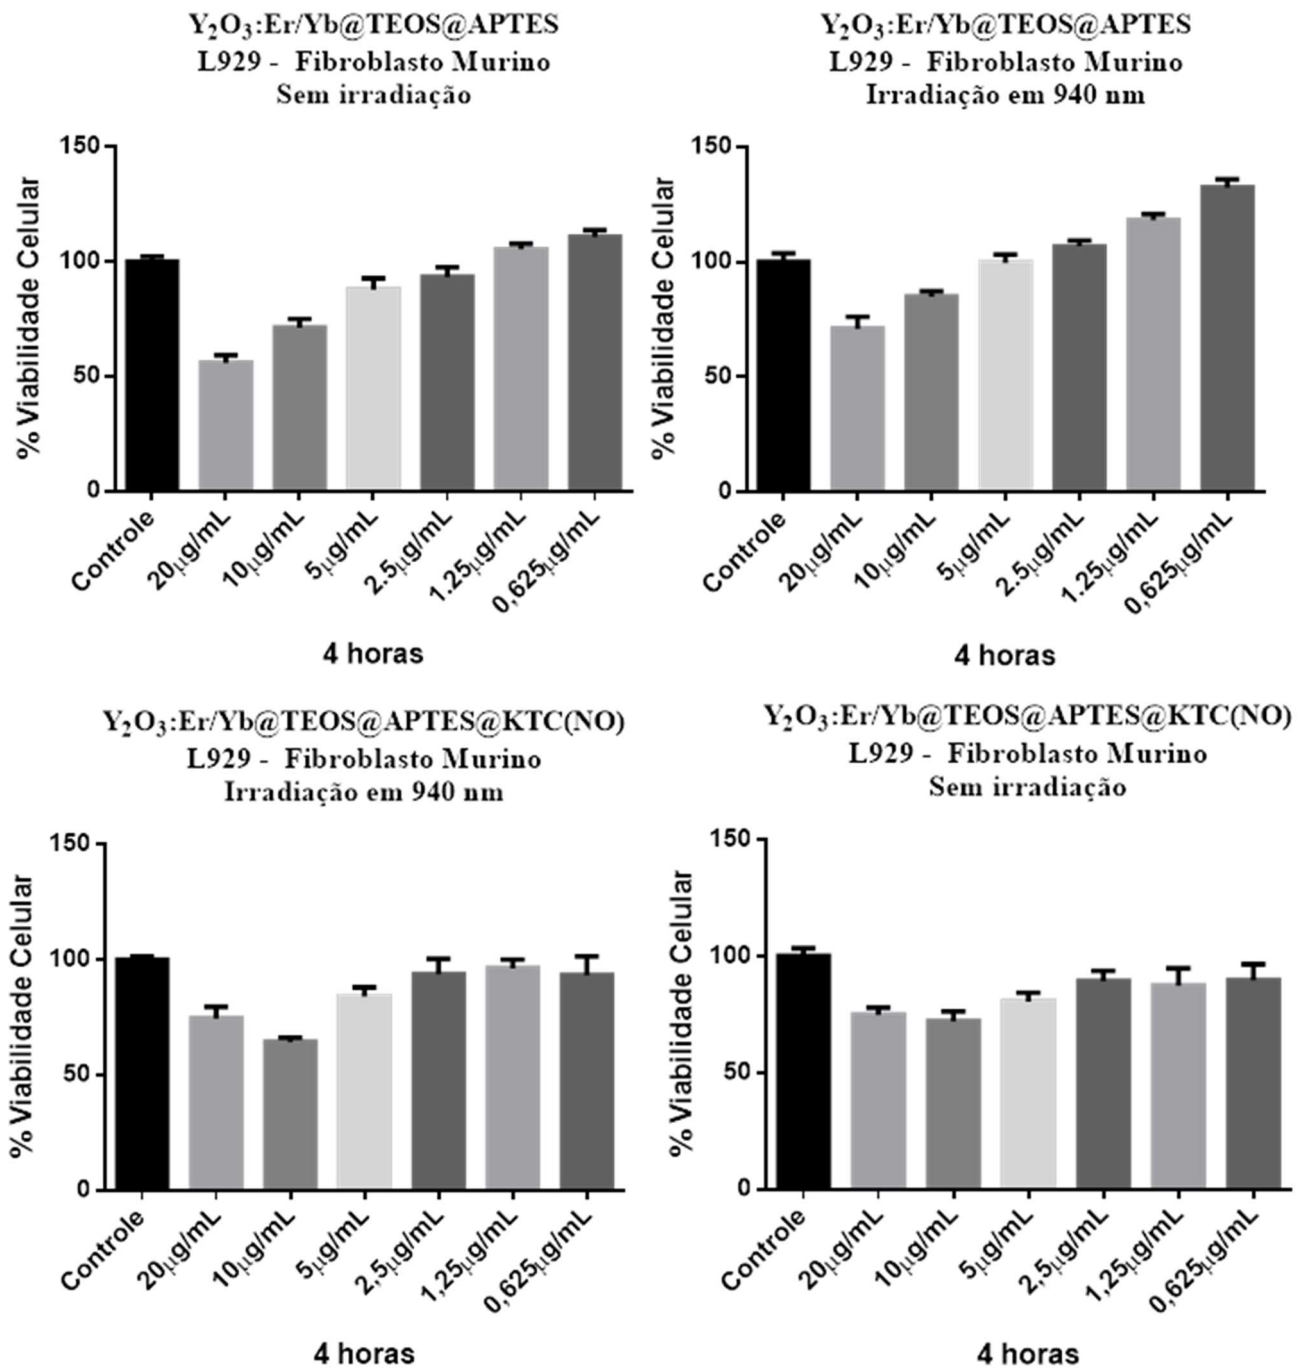 Y₂O₃:Er/Yb@TEOS@APTES
L929 - Fibroblasto Murino
Sem irradiação
% Viabilidade Celular
150
100
50
0
Controle
20µg/mL
10µg/mL
5µg/mL
2.5µg/mL
1.25µg/mL
0,625µg/mL
4 horas
Y₂O₃:Er/Yb@TEOS@APTES
L929 - Fibroblasto Murino
Irradiação em 940 nm
% Viabilidade Celular
150
100
50
0
Controle
20µg/mL
10µg/mL
5µg/mL
2.5µg/mL
1.25µg/mL
0,625µg/mL
4 horas
Y₂O₃:Er/Yb@TEOS@APTES@KTC(NO)
L929 - Fibroblasto Murino
Irradiação em 940 nm
% Viabilidade Celular
150
100
50
0
Controle
20µg/mL
10µg/mL
5µg/mL
2,5µg/mL
1,25µg/mL
0,625µg/mL
4 horas
Y₂O₃:Er/Yb@TEOS@APTES@KTC(NO)
L929 - Fibroblasto Murino
Sem irradiação
% Viabilidade Celular
150
100
50
0
Controle
20µg/mL
10µg/mL
5µg/mL
2,5µg/mL
1,25µg/mL
0,625µg/mL
4 horas